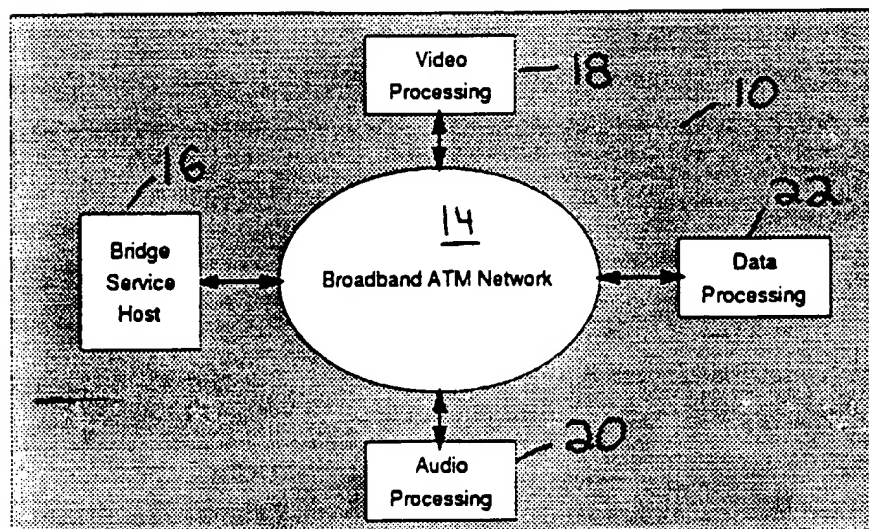 Video
Processing
18
10
16
Bridge
Service
Host
14
Broadband ATM Network
22
Data
Processing
Audio
Processing
20